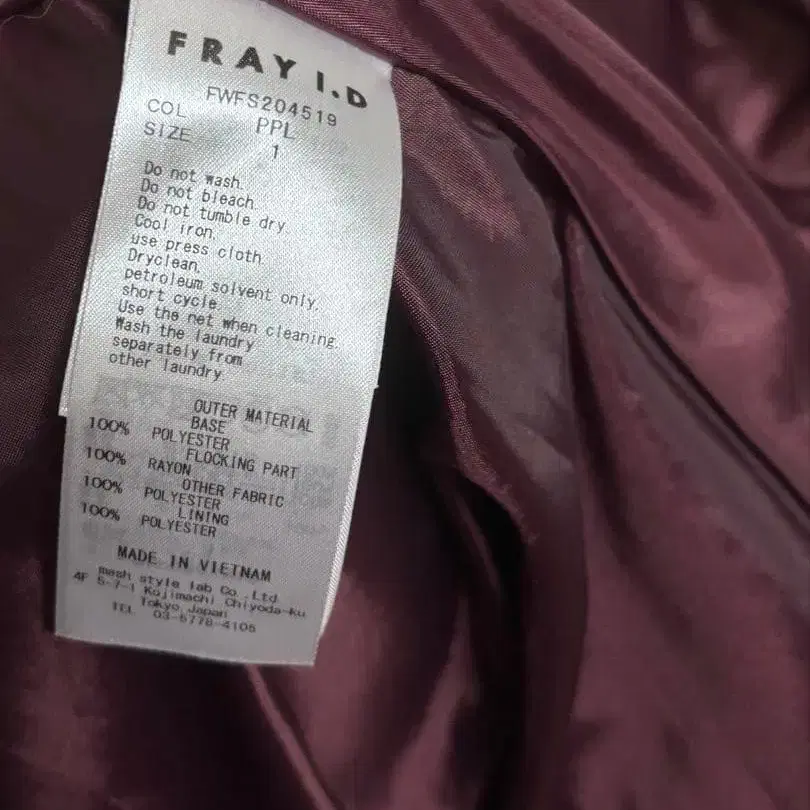 FRAY I.D
FWFS204519
COL PPL
SIZE 1
Do not wash.
Do not bleach.
Do not tumble dry.
Cool iron.
use press cloth.
Dryclean.
petroleum solvent only.
short cycle
Use the net when cleaning.
Wash the laundry
separately from
other laundry.
OUTER MATERIAL
BASE
100% POLYESTER
FLOCKING PART
100% RAYON
OTHER FABRIC
100% POLYESTER
LINING
100% POLYESTER
MADE IN VIETNAM
mash style lab Co.,Ltd.
4F 5-7-1 Kojimachi Chiyoda-ku
Tokyo, Japan
TEL 03-5778-4105